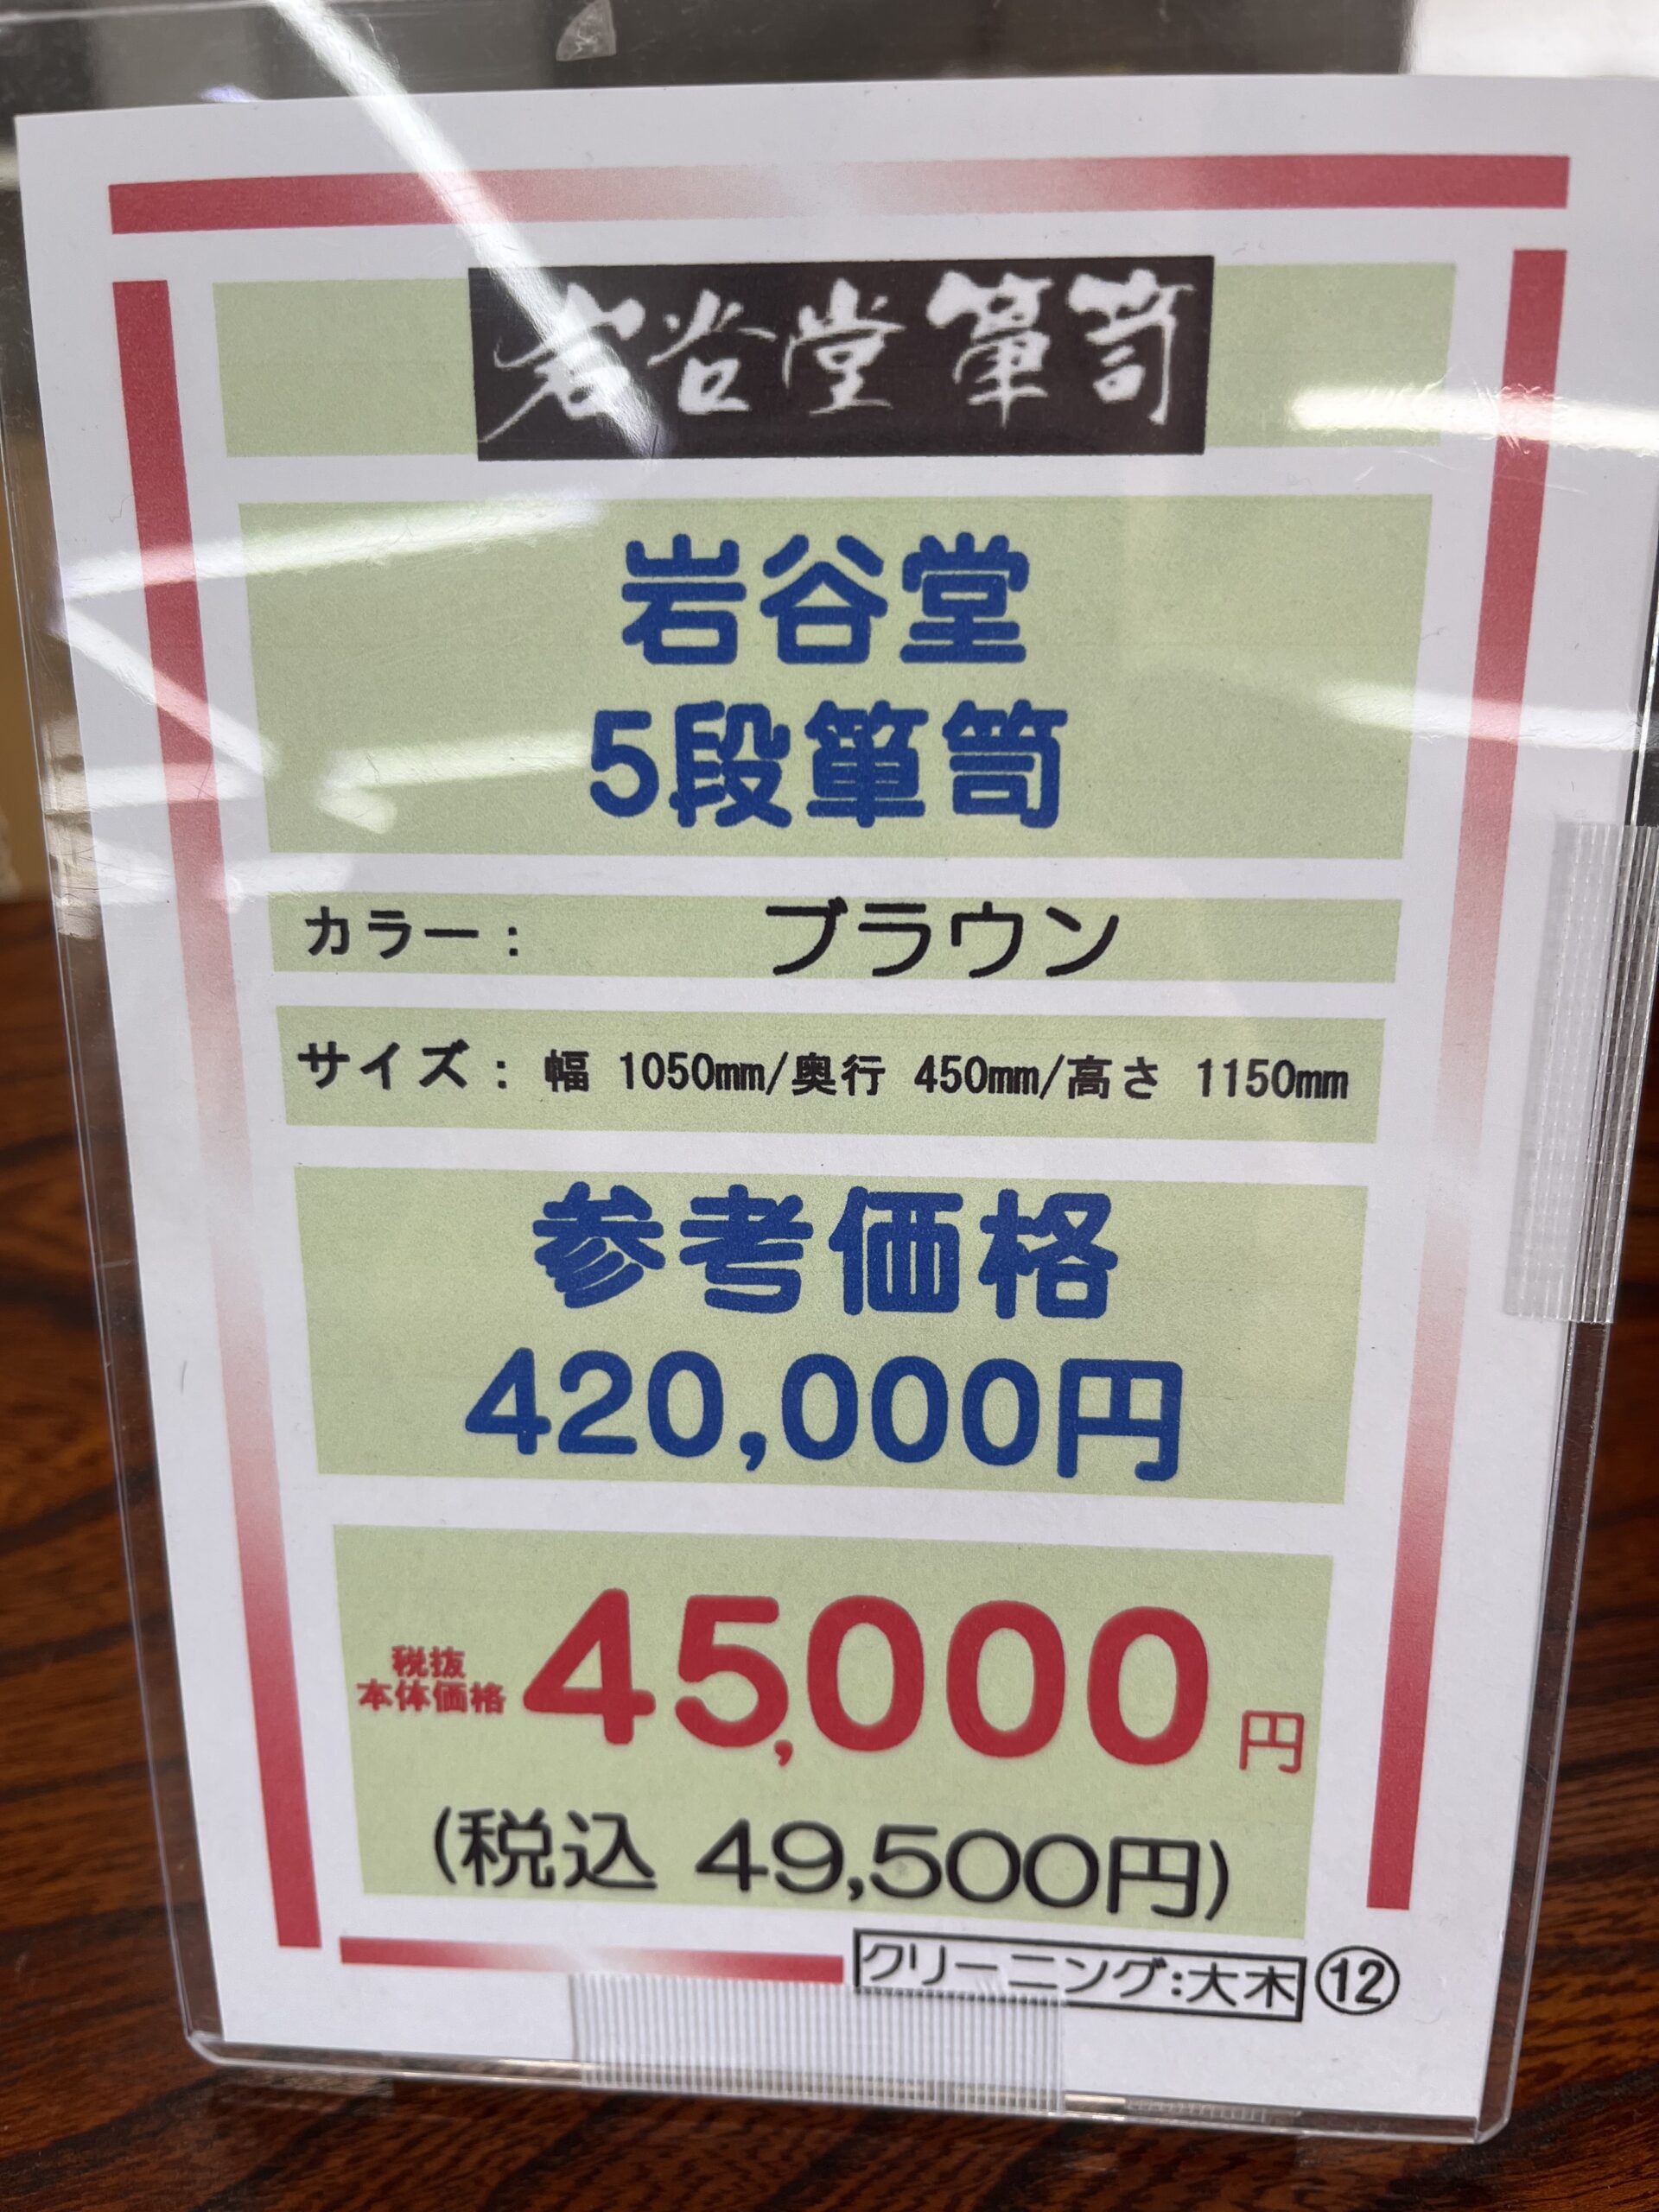 岩谷堂箪笥
岩谷堂
5段箪笥
カラー： ブラウン
サイズ： 幅 1050mm/奥行 450mm/高さ 1150mm
参考価格
420,000円
税抜
本体価格 45,000 円
(税込 49,500円)
クリーニング:大木 ⑫